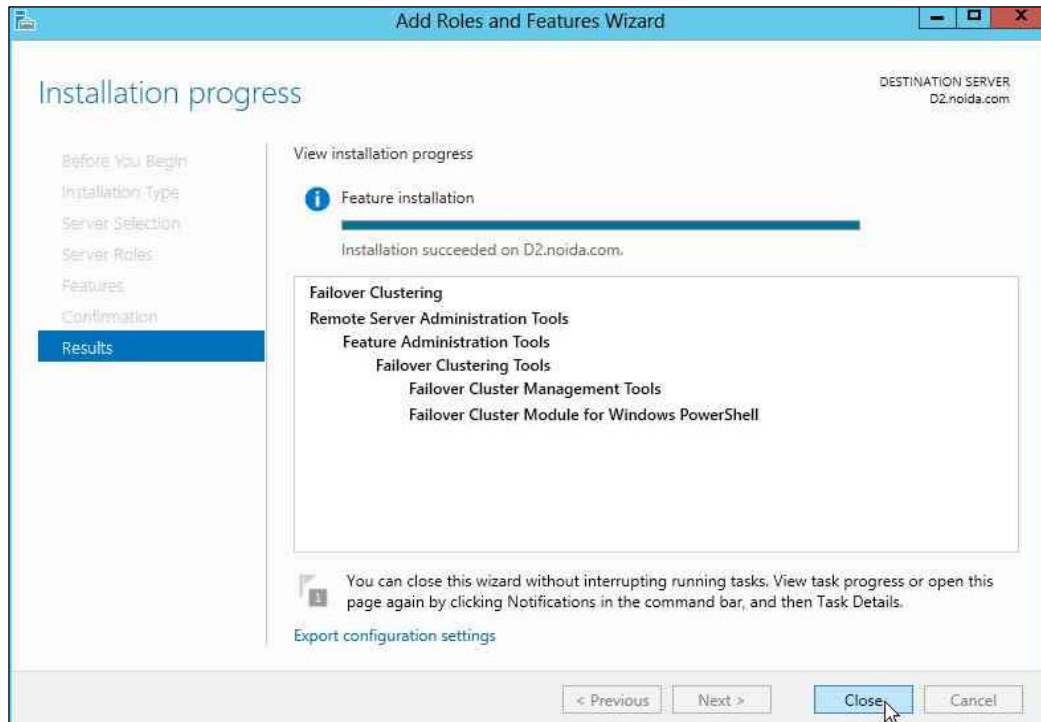 Add Roles and Features Wizard
Installation progress
DESTINATION SERVER
D2.noida.com
Before You Begin
Installation Type
Server Selection
Server Roles
Features
Confirmation
Results
View installation progress
Feature installation
Installation succeeded on D2.noida.com.
Failover Clustering
Remote Server Administration Tools
Feature Administration Tools
Failover Clustering Tools
Failover Cluster Management Tools
Failover Cluster Module for Windows PowerShell
1
You can close this wizard without interrupting running tasks. View task progress or open this
page again by clicking Notifications in the command bar, and then Task Details.
Export configuration settings
< Previous
Next >
Close
Cancel